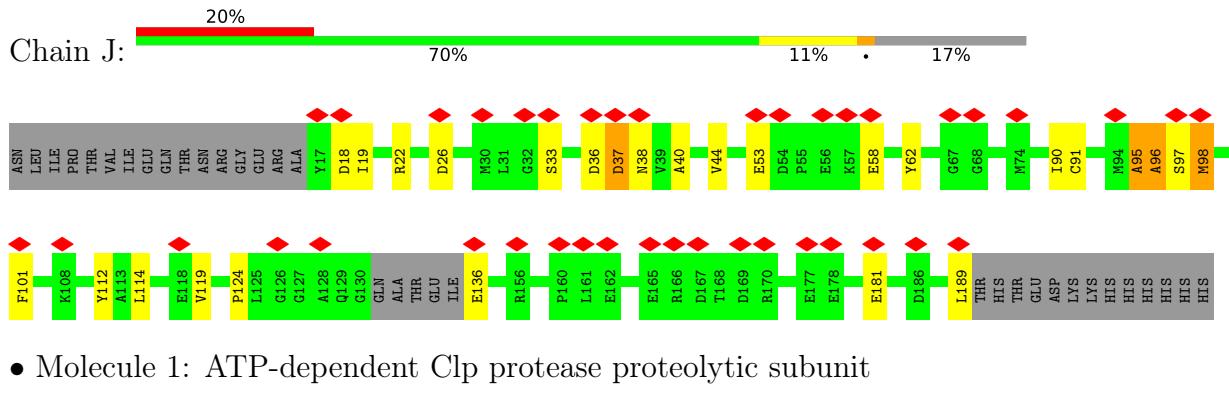 20%
Chain J:
70% 11% • 17%
ASN LEU ILE PRO THR VAL ILE GLU GLN THR ASN ARG GLY GLU ARG ALA Y17 D18 I19 R22 D26 M30 L31 G32 S33 D36 D37 N38 V39 A40 V44 E53 D54 P55 E56 K57 E58 Y62 G67 G68 M74 I90 C91 M94 A95 A96 S97 M98
F101 K108 Y112 A113 L114 E118 V119 P124 L125 G126 G127 A128 Q129 G130 GLN ALA THR GLU ILE E136 R156 P160 L161 E162 E165 R166 D167 T168 D169 R170 E177 E178 E181 D186 L189 THR HIS THR GLU ASP LYS LYS HIS HIS HIS HIS HIS HIS
• Molecule 1: ATP-dependent Clp protease proteolytic subunit